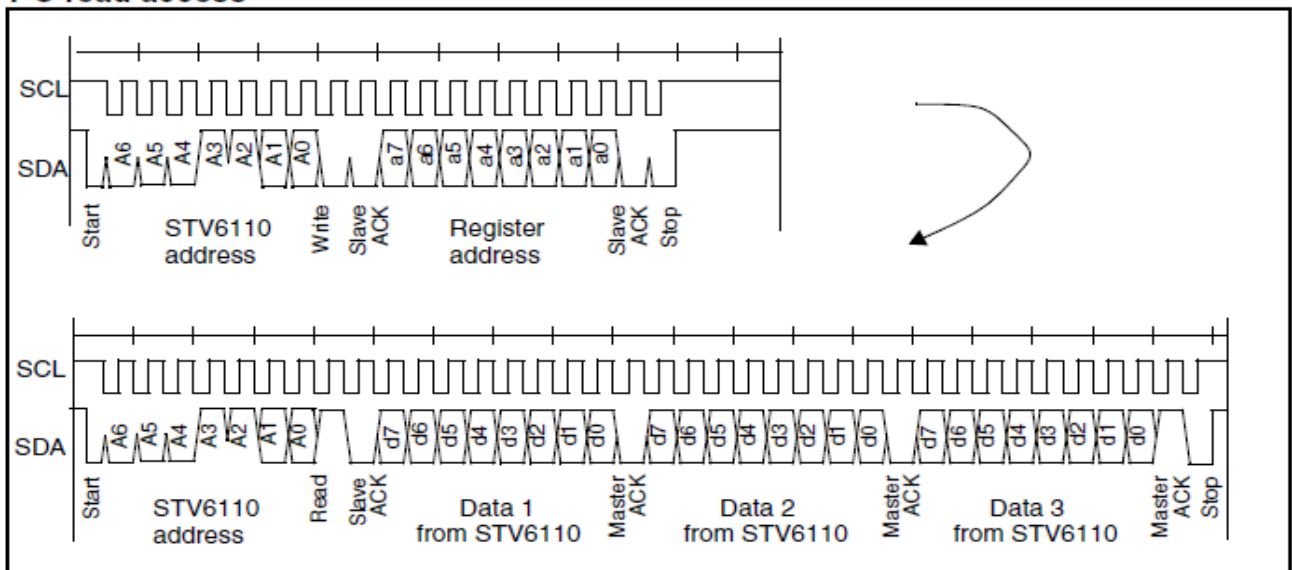 SCL
SDA
A6 A5 A4 A3 A2 A1 A0 a7 a6 a5 a4 a3 a2 a1 a0
Start
STV6110
address
Write
Slave
ACK
Register
address
Slave
ACK
Stop
SCL
SDA
A6 A5 A4 A3 A2 A1 A0 d7 d6 d5 d4 d3 d2 d1 d0 d7 d6 d5 d4 d3 d2 d1 d0 d7 d6 d5 d4 d3 d2 d1 d0
Start
STV6110
address
Read
Slave
ACK
Data 1
from STV6110
Master
ACK
Data 2
from STV6110
Master
ACK
Data 3
from STV6110
Master
ACK
Stop